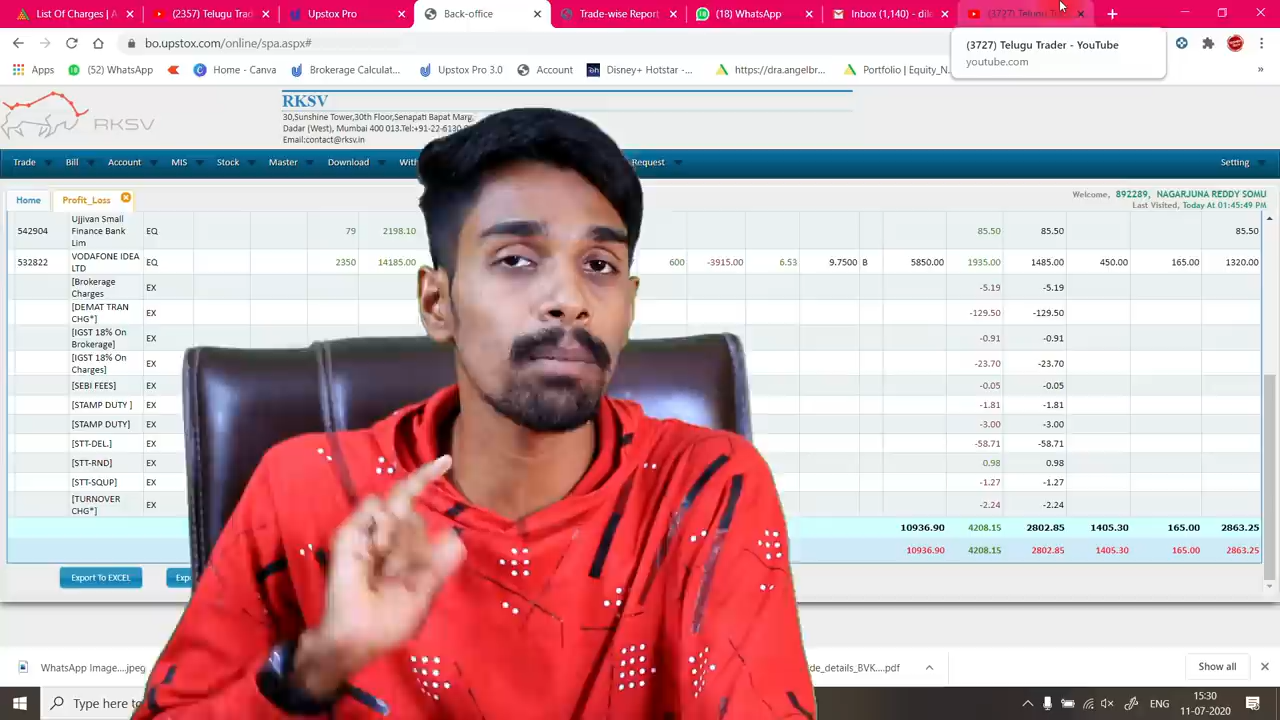 List Of Charges | A
(2357) Telugu Trad
Upstox Pro
Back-office
Trade-wise Report
(18) WhatsApp
Inbox (1,140) - dil
(3727) Telugu
bo.upstox.com/online/spa.aspx#
(3727) Telugu Trader - YouTube
youtube.com
Apps
(52) WhatsApp
Home - Canva
Brokerage Calculat...
Upstox Pro 3.0
Account
Disney+ Hotstar -...
https://dra.angelbr...
Portfolio | Equity_N
»
RKSV
RKSV
30,Sunshine Tower,30th Floor,Senapati Bapat Marg,
Dadar (West), Mumbai 400 013.Tel:+91-22-6130-
Email:contact@rksv.in
Trade Bill Account MIS Stock Master Download With Request Setting
Home Profit_Loss
Welcome, 892289, NAGARJUNA REDDY SOMU
Last Visited, Today At 01:45:49 PM
542904 Ujjivan Small Finance Bank Lim EQ 79 2198.10 85.50 85.50 85.50
532822 VODAFONE IDEA LTD EQ 2350 14185.00 600 -3915.00 6.53 9.7500 B 5850.00 1935.00 1485.00 450.00 165.00 1320.00
[Brokerage Charges EX -5.19 -5.19
[DEMAT TRAN CHG*] EX -129.50 -129.50
[IGST 18% On Brokerage] EX -0.91 -0.91
[IGST 18% On Charges] EX -23.70 -23.70
[SEBI FEES] EX -0.05 -0.05
[STAMP DUTY ] EX -1.81 -1.81
[STAMP DUTY] EX -3.00 -3.00
[STT-DEL.] EX -58.71 -58.71
[STT-RND] EX 0.98 0.98
[STT-SQUP] EX -1.27 -1.27
[TURNOVER CHG*] EX -2.24 -2.24
10936.90 4208.15 2802.85 1405.30 165.00 2863.25
10936.90 4208.15 2802.85 1405.30 165.00 2863.25
Export To EXCEL
WhatsApp Image....jpeg
de_details_BVK....pdf
Show all
Type here to
ENG
15:30
11-07-2020